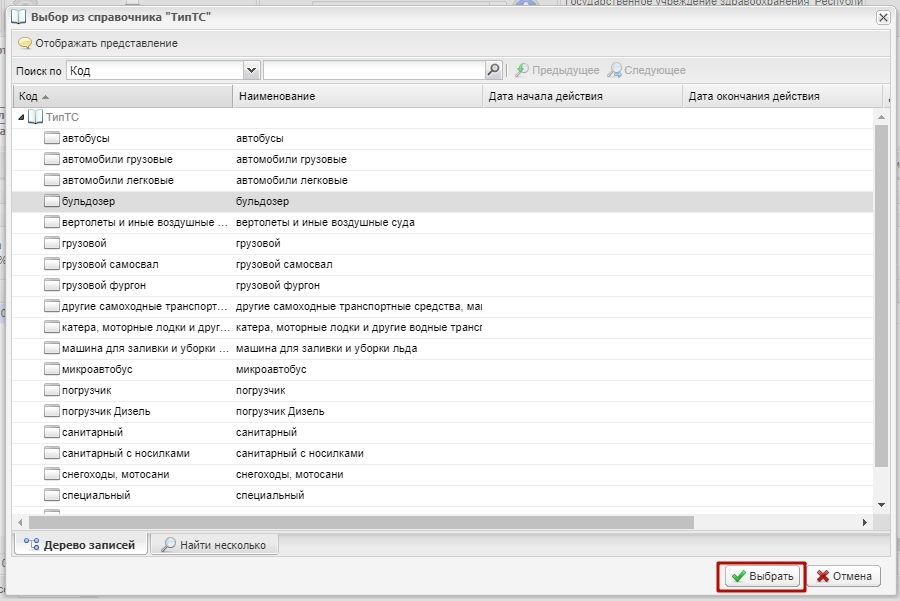 Государственное учреждение здравоохранения
Выбор из справочника "ТипТС"
Отображать представление
Поиск по Код Предыдущее Следующее
Код Наименование Дата начала действия Дата окончания действия
ТипТС
автобусы автобусы
автомобили грузовые автомобили грузовые
автомобили легковые автомобили легковые
бульдозер бульдозер
вертолеты и иные воздушные ... вертолеты и иные воздушные суда
грузовой грузовой
грузовой самосвал грузовой самосвал
грузовой фургон грузовой фургон
другие самоходные транспорт... другие самоходные транспортные средства, ма
катера, моторные лодки и друг... катера, моторные лодки и другие водные трансп
машина для заливки и уборки ... машина для заливки и уборки льда
микроавтобус микроавтобус
погрузчик погрузчик
погрузчик Дизель погрузчик Дизель
санитарный санитарный
санитарный с носилками санитарный с носилками
снегоходы, мотосани снегоходы, мотосани
специальный специальный
Дерево записей Найти несколько
Выбрать Отмена